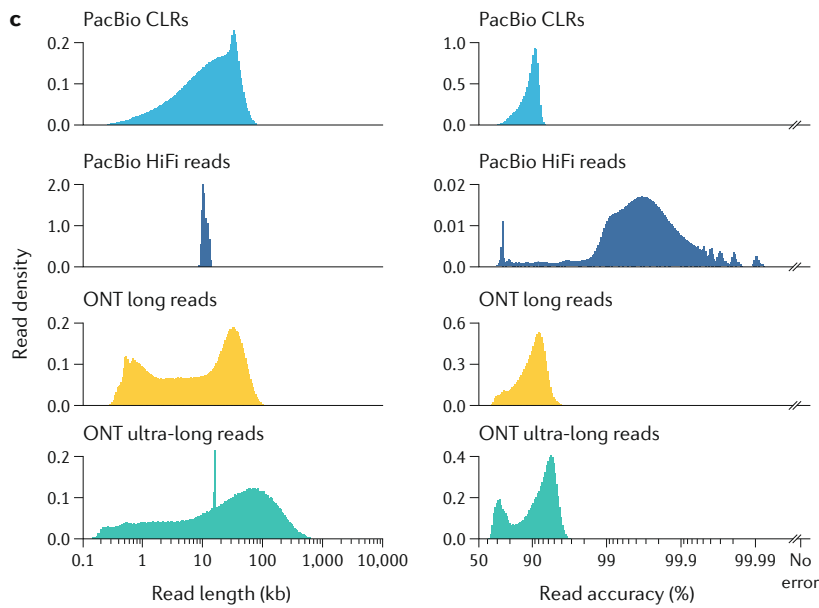 c
PacBio CLRs
PacBio CLRs
0.2
0.1
0.0
1.0
0.5
0.0
PacBio HiFi reads
PacBio HiFi reads
2.0
1.0
0.0
0.02
0.01
0.0
Read density
ONT long reads
ONT long reads
0.2
0.1
0.0
0.6
0.3
0.0
ONT ultra-long reads
ONT ultra-long reads
0.2
0.1
0.0
0.4
0.2
0.0
0.1 1 10 100 1,000 10,000
50 90 99 99.9 99.99 No error
Read length (kb)
Read accuracy (%)